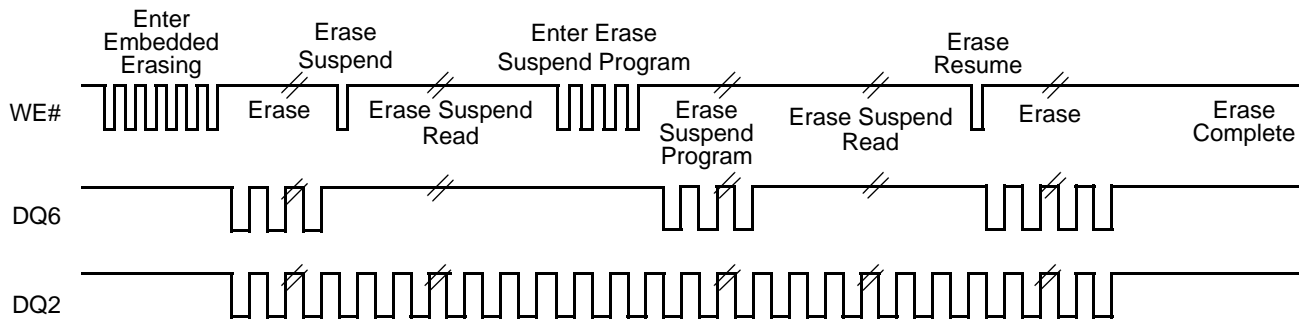 Enter
Embedded
Erasing
Erase
Suspend
Enter Erase
Suspend Program
Erase
Resume
WE#
Erase
Erase Suspend
Read
Erase
Suspend
Program
Erase Suspend
Read
Erase
Erase
Complete
DQ6
DQ2